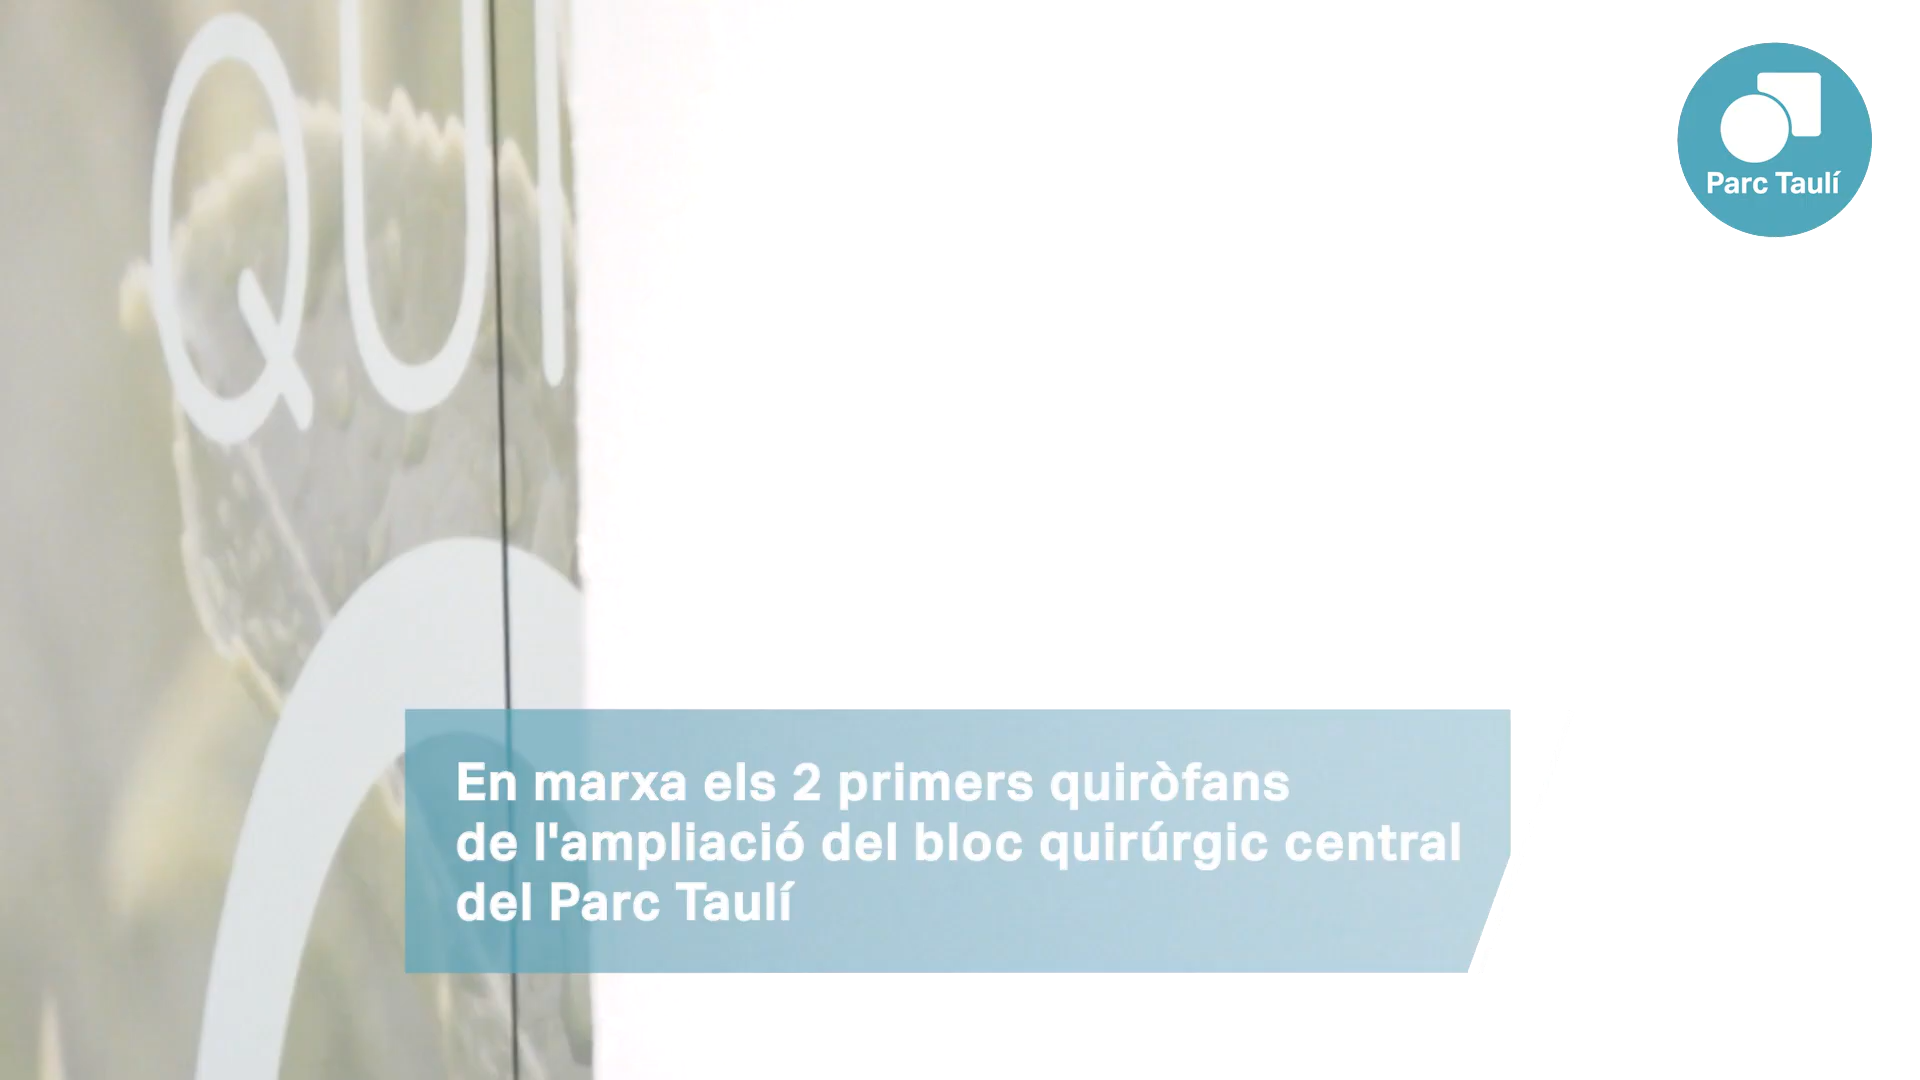 QUI
Parc Taulí
En marxa els 2 primers quiròfans
de l'ampliació del bloc quirúrgic central
del Parc Taulí